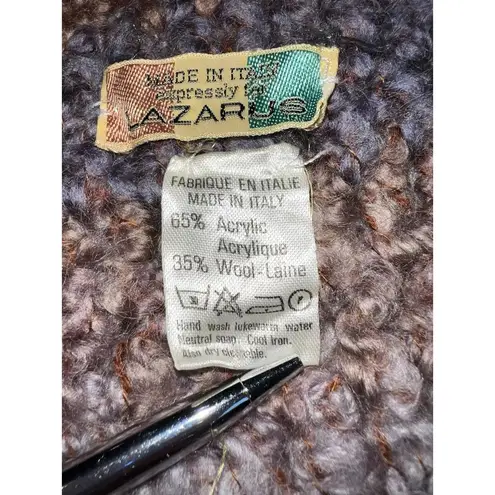 MADE IN ITALY
Expressly for
LAZARUS
FABRIQUE EN ITALIE
MADE IN ITALY
65% Acrylic
Acrylique
35% Wool-Laine
Hand wash lukewarm water
Neutral soap. Cool iron.
Also dry cleanable.